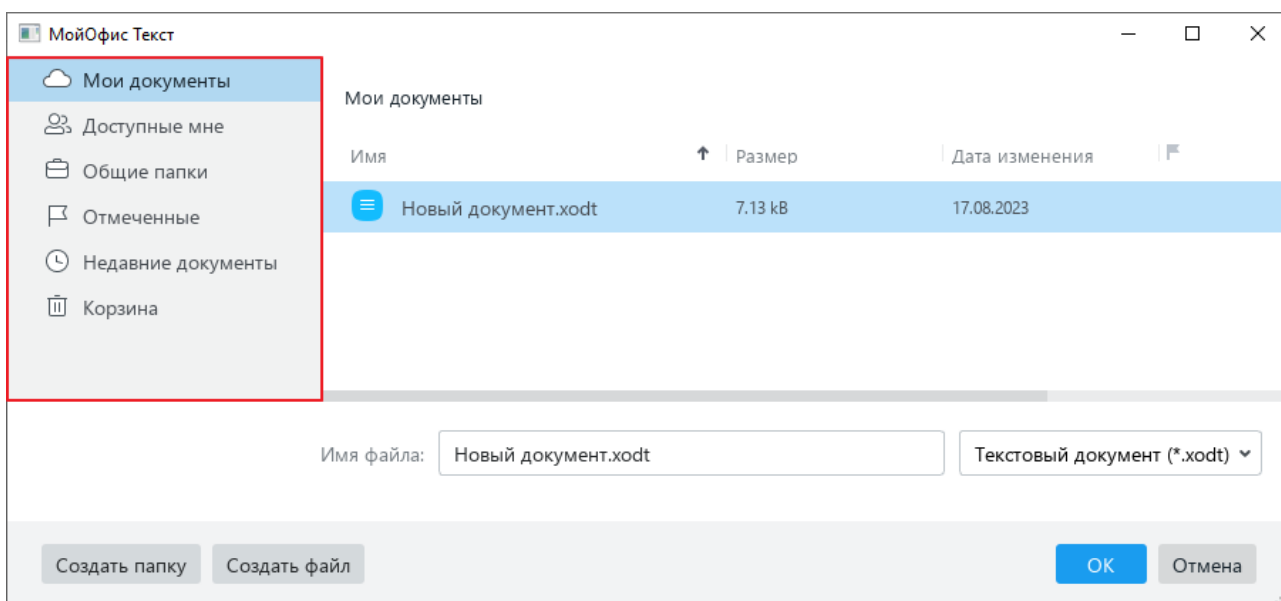 МойОфис Текст
Мои документы
Доступные мне
Общие папки
Отмеченные
Недавние документы
Корзина
Мои документы
Имя Размер Дата изменения
Новый документ.xodt 7.13 kB 17.08.2023
Имя файла: Новый документ.xodt Текстовый документ (*.xodt)
Создать папку Создать файл ОК Отмена